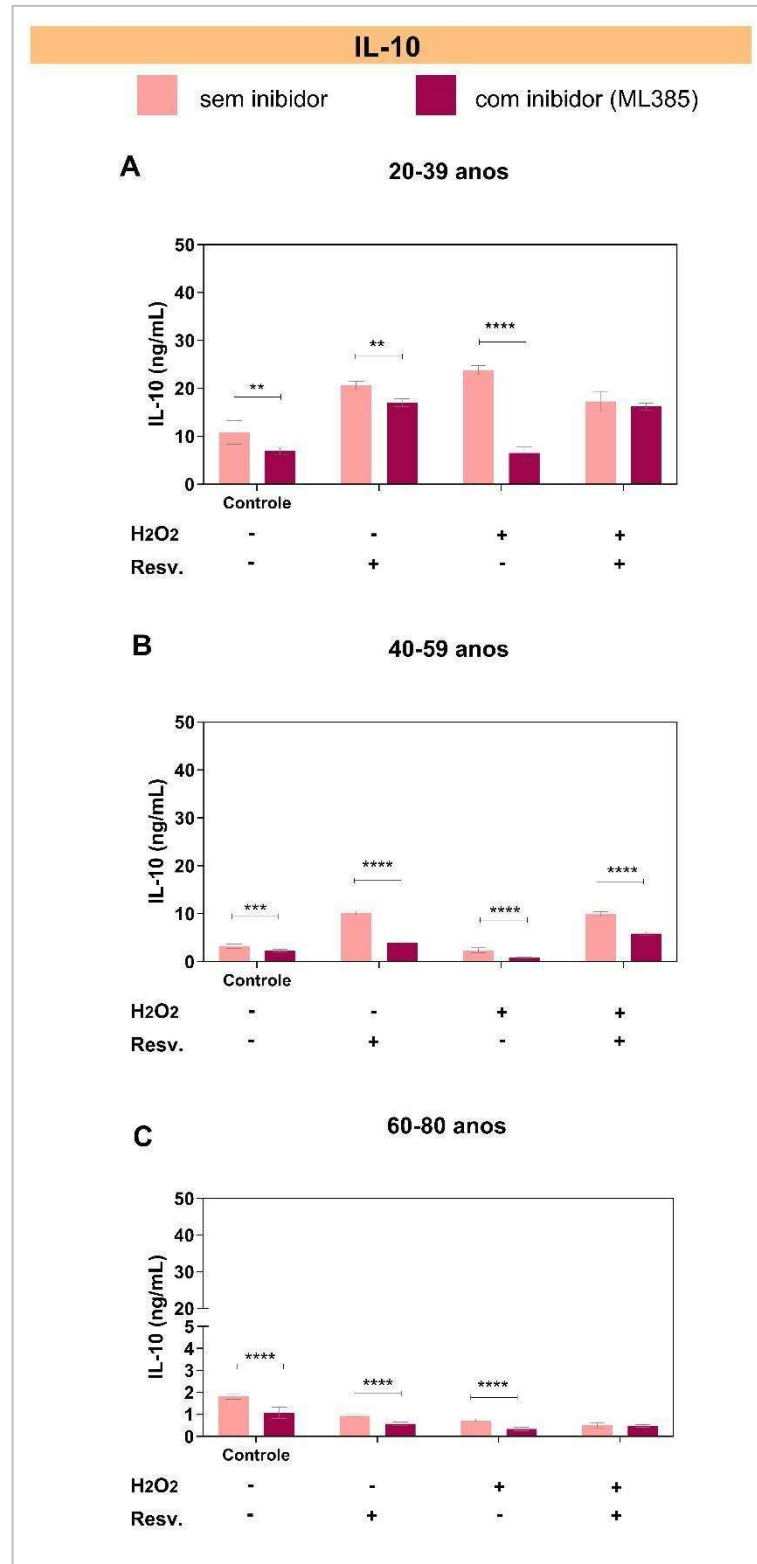 IL-10
sem inibidor
com inibidor (ML385)
A
20-39 anos
IL-10 (ng/mL)
50
40
30
20
10
0
**
**
****
Controle
H2O2 - - + +
Resv. - + - +
B
40-59 anos
IL-10 (ng/mL)
50
40
30
20
10
0
***
****
****
****
Controle
H2O2 - - + +
Resv. - + - +
C
60-80 anos
IL-10 (ng/mL)
50
40
30
20
5
4
3
2
1
0
****
****
****
Controle
H2O2 - - + +
Resv. - + - +